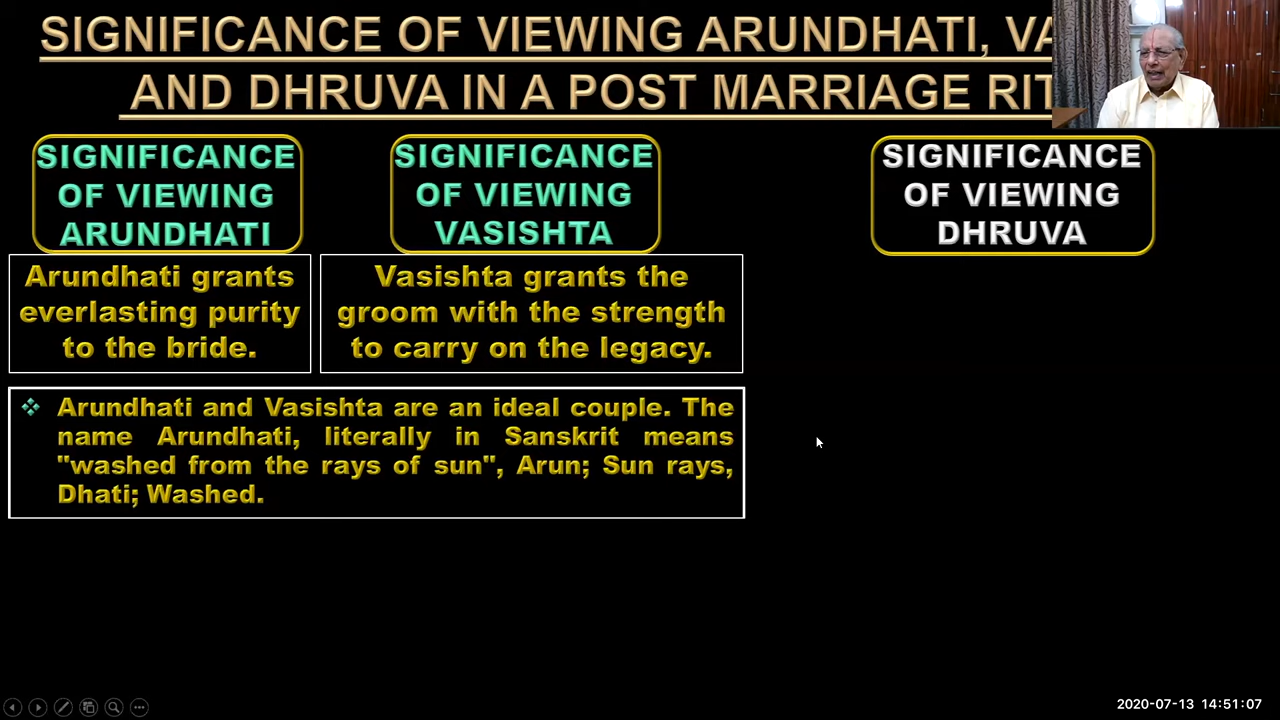 SIGNIFICANCE OF VIEWING ARUNDHATI,
AND DHRUVA IN A POST MARRIAGE
SIGNIFICANCE
OF VIEWING
ARUNDHATI
SIGNIFICANCE
OF VIEWING
VASISHTA
SIGNIFICANCE
OF VIEWING
DHRUVA
Arundhati grants
everlasting purity
to the bride.
Vasishta grants the
groom with the strength
to carry on the legacy.
Arundhati and Vasishta are an ideal couple. The
name Arundhati, literally in Sanskrit means
"washed from the rays of sun", Arun; Sun rays,
Dhati; Washed.
2020-07-13 14:51:07